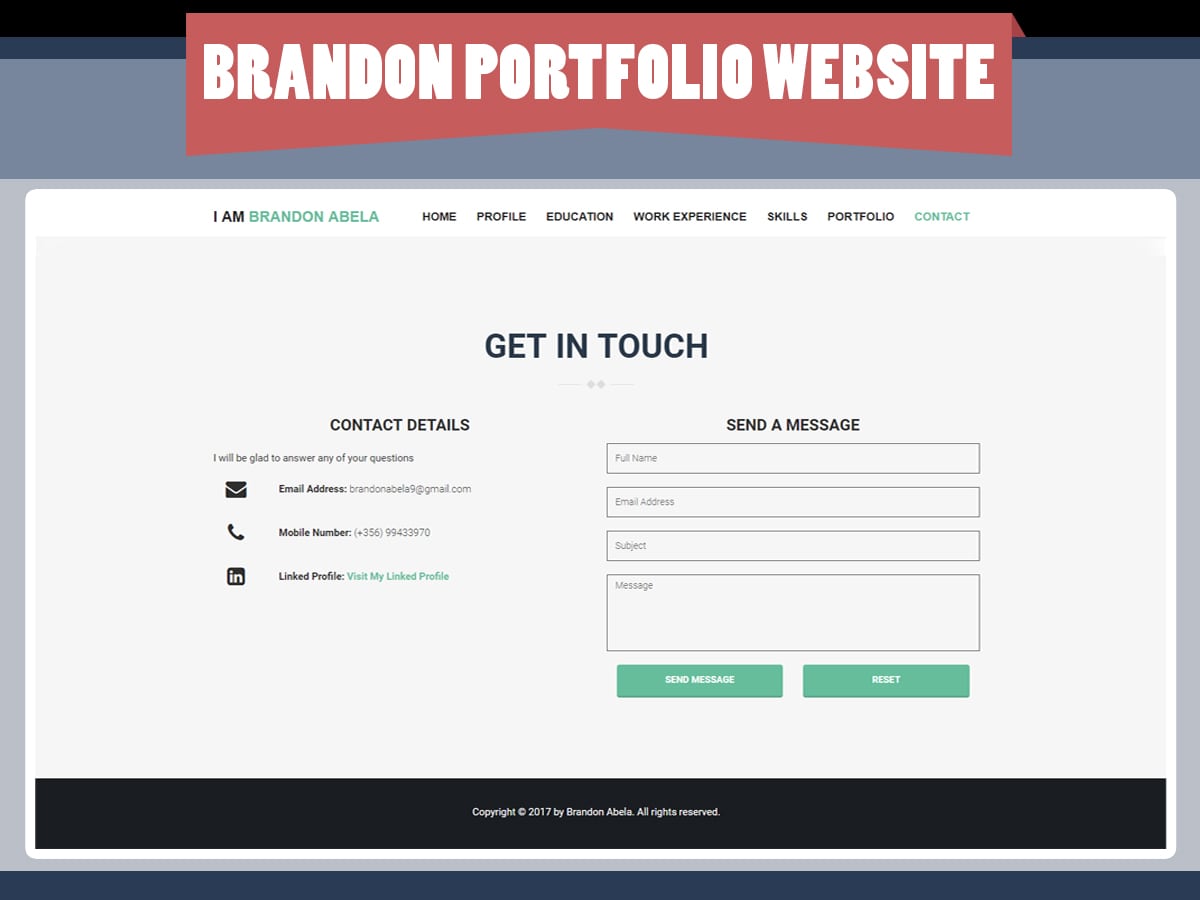 BRANDON PORTFOLIO WEBSITE
I AM BRANDON ABELA HOME PROFILE EDUCATION WORK EXPERIENCE SKILLS PORTFOLIO CONTACT
GET IN TOUCH
CONTACT DETAILS
I will be glad to answer any of your questions
Email Address: brandonabela9@gmail.com
Mobile Number: (+356) 99433970
Linked Profile: Visit My Linked Profile
SEND A MESSAGE
Full Name
Email Address
Subject
Message
SEND MESSAGE RESET
Copyright © 2017 by Brandon Abela. All rights reserved.